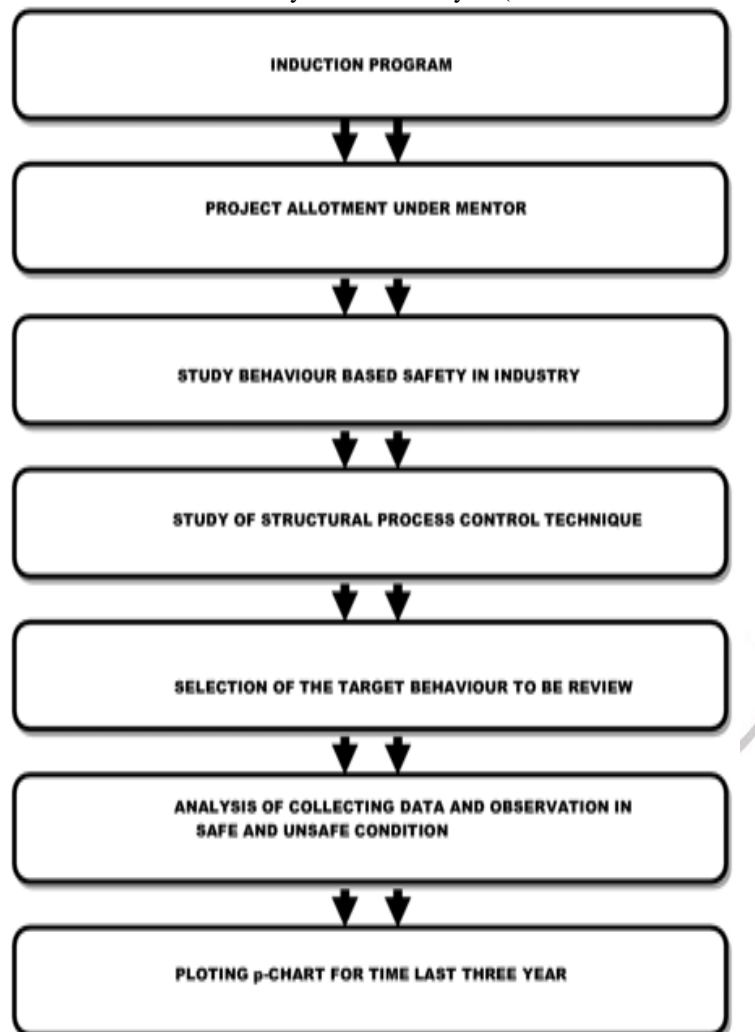 INDUCTION PROGRAM
PROJECT ALLOTMENT UNDER MENTOR
STUDY BEHAVIOUR BASED SAFETY IN INDUSTRY
STUDY OF STRUCTURAL PROCESS CONTROL TECHNIQUE
SELECTION OF THE TARGET BEHAVIOUR TO BE REVIEW
ANALYSIS OF COLLECTING DATA AND OBSERVATION IN
SAFE AND UNSAFE CONDITION
PLOTING p-CHART FOR TIME LAST THREE YEAR